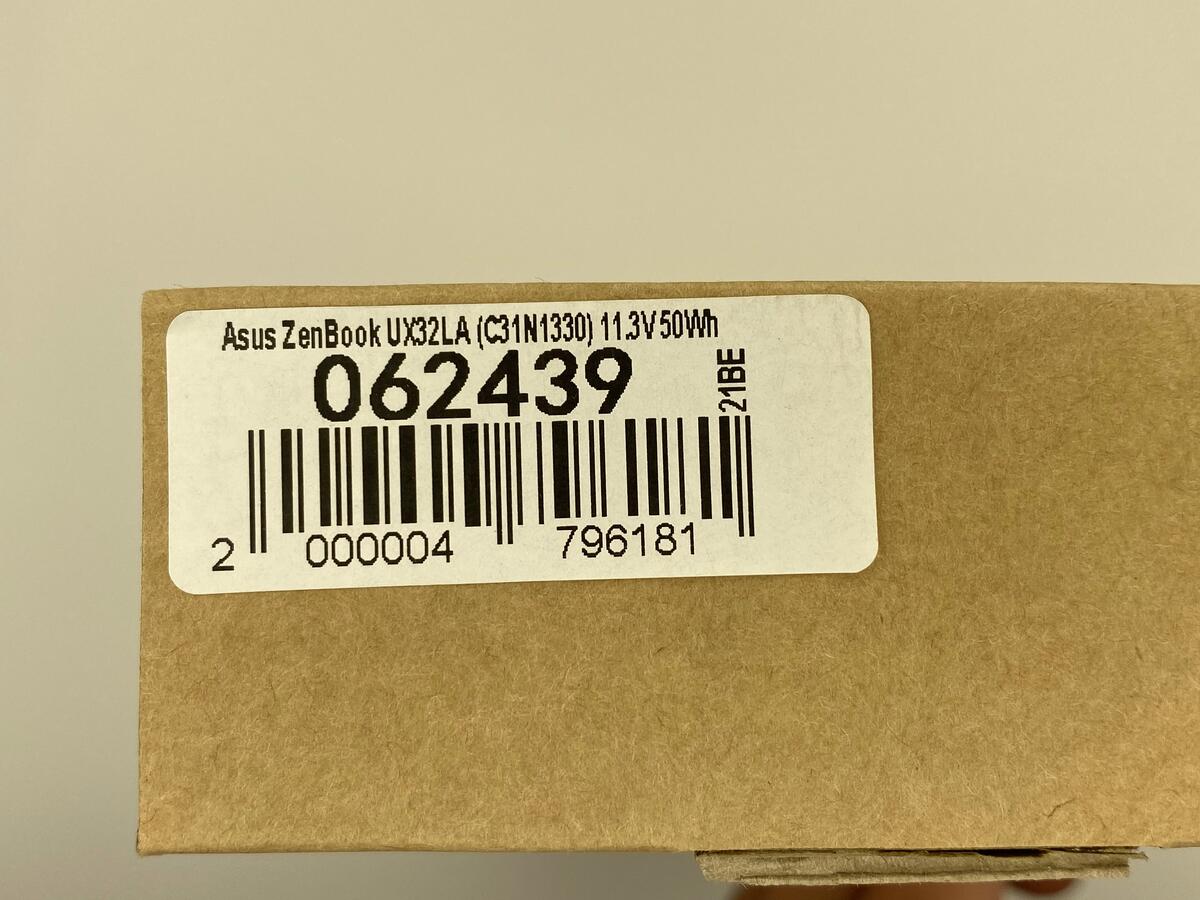 Asus ZenBook UX32LA (C31N1330) 11.3V 50Wh
062439
21BE
2 000004 796181